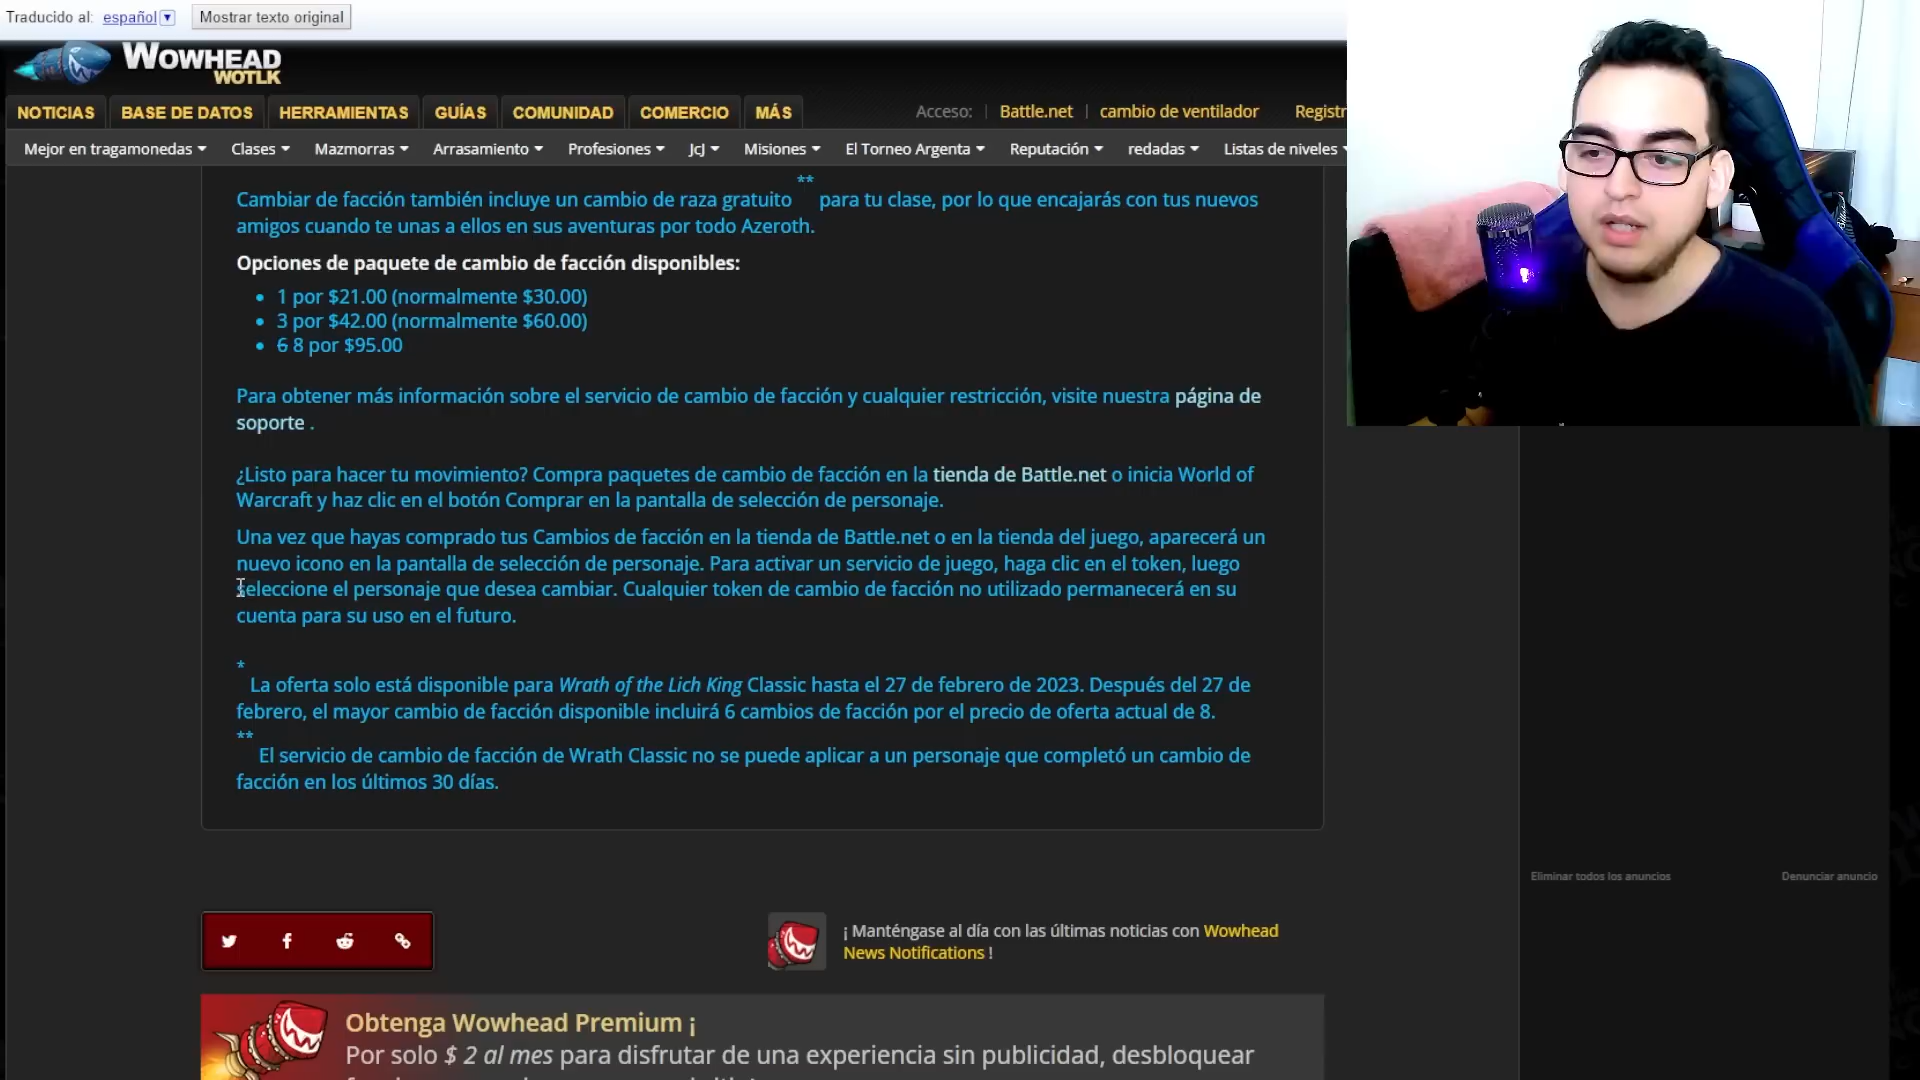 Traducido al: español Mostrar texto original
WOWHEAD
WOTLK
NOTICIAS BASE DE DATOS HERRAMIENTAS GUÍAS COMUNIDAD COMERCIO MÁS Acceso: Battle.net cambio de ventilador Registr
Mejor en tragamonedas Clases Mazmorras Arrasamiento Profesiones JcJ Misiones El Torneo Argenta Reputación redadas Listas de niveles
Cambiar de facción también incluye un cambio de raza gratuito ** para tu clase, por lo que encajarás con tus nuevos
amigos cuando te unas a ellos en sus aventuras por todo Azeroth.
Opciones de paquete de cambio de facción disponibles:
• 1 por $21.00 (normalmente $30.00)
• 3 por $42.00 (normalmente $60.00)
• 6 8 por $95.00
Para obtener más información sobre el servicio de cambio de facción y cualquier restricción, visite nuestra página de
soporte .
¿Listo para hacer tu movimiento? Compra paquetes de cambio de facción en la tienda de Battle.net o inicia World of
Warcraft y haz clic en el botón Comprar en la pantalla de selección de personaje.
Una vez que hayas comprado tus Cambios de facción en la tienda de Battle.net o en la tienda del juego, aparecerá un
nuevo icono en la pantalla de selección de personaje. Para activar un servicio de juego, haga clic en el token, luego
seleccione el personaje que desea cambiar. Cualquier token de cambio de facción no utilizado permanecerá en su
cuenta para su uso en el futuro.
*
La oferta solo está disponible para Wrath of the Lich King Classic hasta el 27 de febrero de 2023. Después del 27 de
febrero, el mayor cambio de facción disponible incluirá 6 cambios de facción por el precio de oferta actual de 8.
**
El servicio de cambio de facción de Wrath Classic no se puede aplicar a un personaje que completó un cambio de
facción en los últimos 30 días.
Eliminar todos los anuncios Denunciar anuncio
¡ Manténgase al día con las últimas noticias con Wowhead
News Notifications !
Obtenga Wowhead Premium ¡
Por solo $ 2 al mes para disfrutar de una experiencia sin publicidad, desbloquear